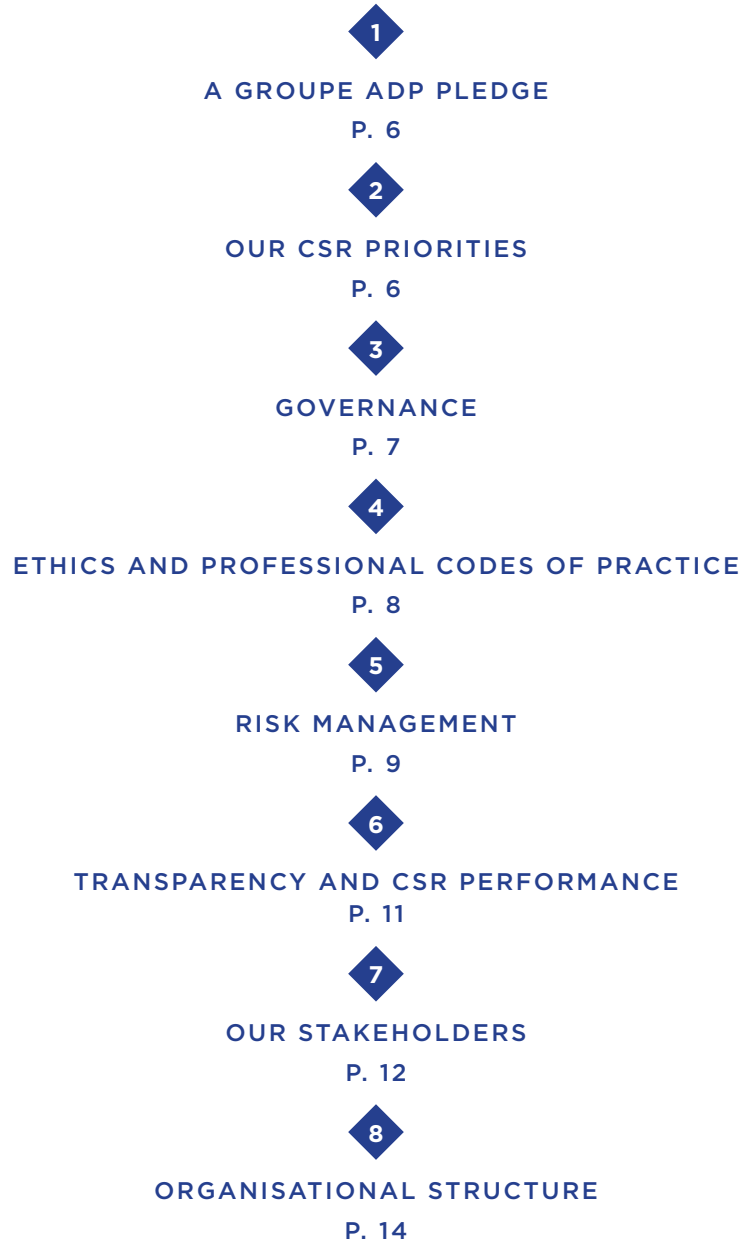 1
A GROUPE ADP PLEDGE
P. 6
2
OUR CSR PRIORITIES
P. 6
3
GOVERNANCE
P. 7
4
ETHICS AND PROFESSIONAL CODES OF PRACTICE
P. 8
5
RISK MANAGEMENT
P. 9
6
TRANSPARENCY AND CSR PERFORMANCE
P. 11
7
OUR STAKEHOLDERS
P. 12
8
ORGANISATIONAL STRUCTURE
P. 14